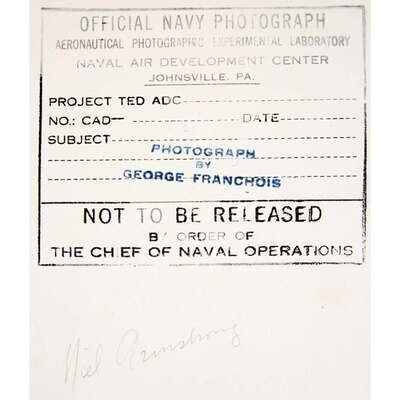 OFFICIAL NAVY PHOTOGRAPH
AERONAUTICAL PHOTOGRAPHIC EXPERIMENTAL LABORATORY
NAVAL AIR DEVELOPMENT CENTER
JOHNSVILLE, PA.
PROJECT TED ADC
NO.: CAD— DATE
SUBJECT
PHOTOGRAPH
BY
GEORGE FRANCHOIS
NOT TO BE RELEASED
BY ORDER OF
THE CHIEF OF NAVAL OPERATIONS
Niel Armstrong